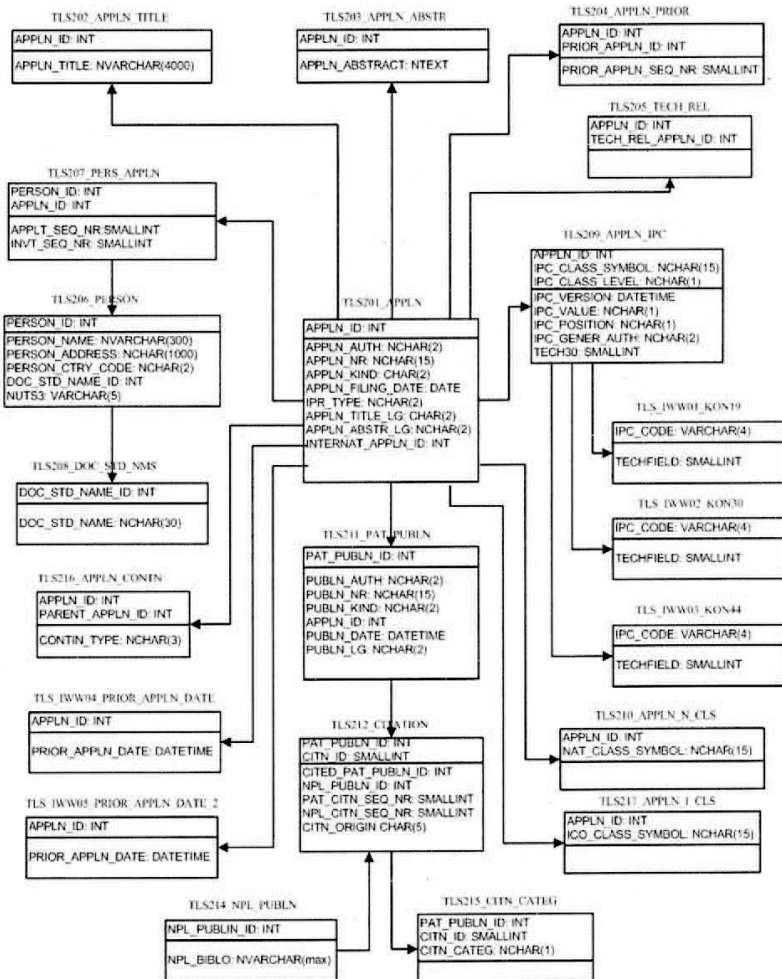 TLS202_APPLN_TITLE
APPLN_ID: INT
APPLN_TITLE: NVARCHAR(4000)
TLS203_APPLN_ABSTR
APPLN_ID: INT
APPLN_ABSTRACT: NTEXT
TLS204_APPLN_PRIOR
APPLN_ID: INT
PRIOR_APPLN_ID: INT
PRIOR_APPLN_SEQ_NR: SMALLINT
TLS205_TECH_REL
APPLN_ID: INT
TECH_REL_APPLN_ID: INT
TLS207_PERS_APPLN
PERSON_ID: INT
APPLN_ID: INT
APPLT_SEQ_NR:SMALLINT
INVT_SEQ_NR: SMALLINT
TLS209_APPLN_IPC
APPLN_ID: INT
IPC_CLASS_SYMBOL: NCHAR(15)
IPC_CLASS_LEVEL: NCHAR(1)
IPC_VERSION: DATETIME
IPC_VALUE: NCHAR(1)
IPC_POSITION: NCHAR(1)
IPC_GENER_AUTH: NCHAR(2)
TECH30: SMALLINT
TLS206_PERSON
PERSON_ID: INT
PERSON_NAME: NVARCHAR(300)
PERSON_ADDRESS: NCHAR(1000)
PERSON_CTRY_CODE: NCHAR(2)
DOC_STD_NAME_ID: INT
NUTS3: VARCHAR(5)
TLS201_APPLN
APPLN_ID: INT
APPLN_AUTH: NCHAR(2)
APPLN_NR: NCHAR(15)
APPLN_KIND: CHAR(2)
APPLN_FILING_DATE: DATE
IPR_TYPE: NCHAR(2)
APPLN_TITLE_LG: CHAR(2)
APPLN_ABSTR_LG: NCHAR(2)
INTERNAT_APPLN_ID: INT
TLS_IWW01_KON19
IPC_CODE: VARCHAR(4)
TECHFIELD: SMALLINT
TLS208_DOC_STD_NMS
DOC_STD_NAME_ID: INT
DOC_STD_NAME: NCHAR(30)
TLS_IWW02_KON30
IPC_CODE: VARCHAR(4)
TECHFIELD: SMALLINT
TLS211_PAT_PUBLN
PAT_PUBLN_ID: INT
PUBLN_AUTH: NCHAR(2)
PUBLN_NR: NCHAR(15)
PUBLN_KIND: NCHAR(2)
APPLN_ID: INT
PUBLN_DATE: DATETIME
PUBLN_LG: NCHAR(2)
TLS216_APPLN_CONTN
APPLN_ID: INT
PARENT_APPLN_ID: INT
CONTIN_TYPE: NCHAR(3)
TLS_IWW03_KON44
IPC_CODE: VARCHAR(4)
TECHFIELD: SMALLINT
TLS_IWW04_PRIOR_APPLN_DATE
APPLN_ID: INT
PRIOR_APPLN_DATE: DATETIME
TLS212_CITATION
PAT_PUBLN_ID: INT
CITN_ID: SMALLINT
CITED_PAT_PUBLN_ID: INT
NPL_PUBLN_ID: INT
PAT_CITN_SEQ_NR: SMALLINT
NPL_CITN_SEQ_NR: SMALLINT
CITN_ORIGIN CHAR(5)
TLS210_APPLN_N_CLS
APPLN_ID: INT
NAT_CLASS_SYMBOL: NCHAR(15)
TLS_IWW05_PRIOR_APPLN_DATE_2
APPLN_ID: INT
PRIOR_APPLN_DATE: DATETIME
TLS217_APPLN_I_CLS
APPLN_ID: INT
ICO_CLASS_SYMBOL: NCHAR(15)
TLS214_NPL_PUBLN
NPL_PUBLIN_ID: INT
NPL_BIBLO: NVARCHAR(max)
TLS215_CITN_CATEG
PAT_PUBLN_ID: INT
CITN_ID: SMALLINT
CITN_CATEG: NCHAR(1)